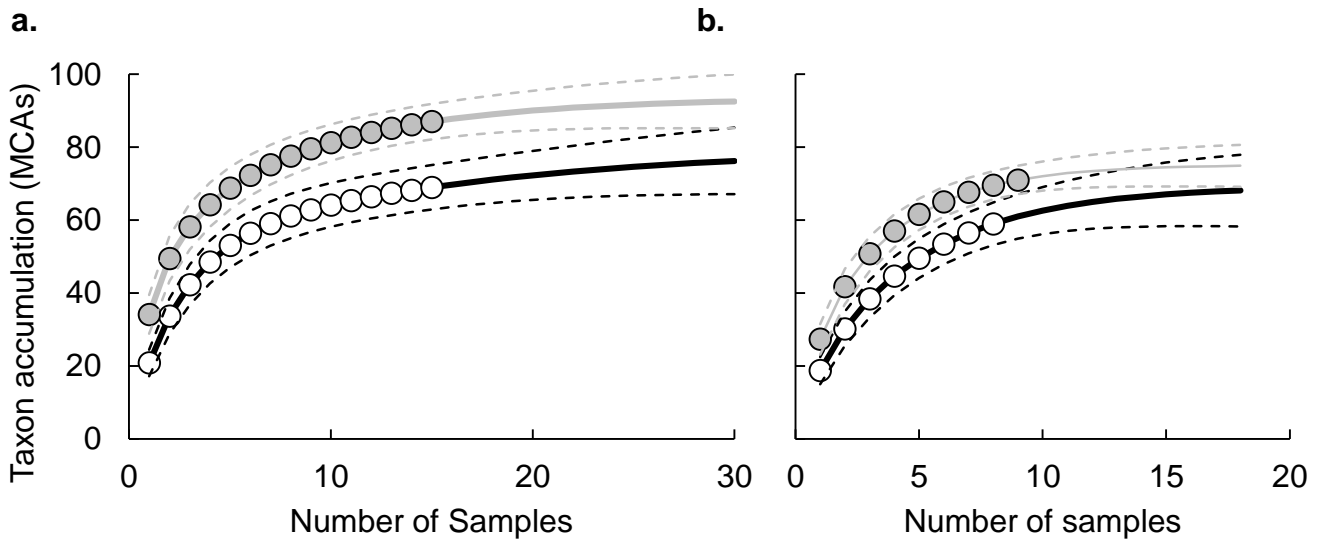 a.
b.
Taxon accumulation (MCAs)
100
80
60
40
20
0
0 10 20 30
0 5 10 15 20
Number of Samples
Number of samples